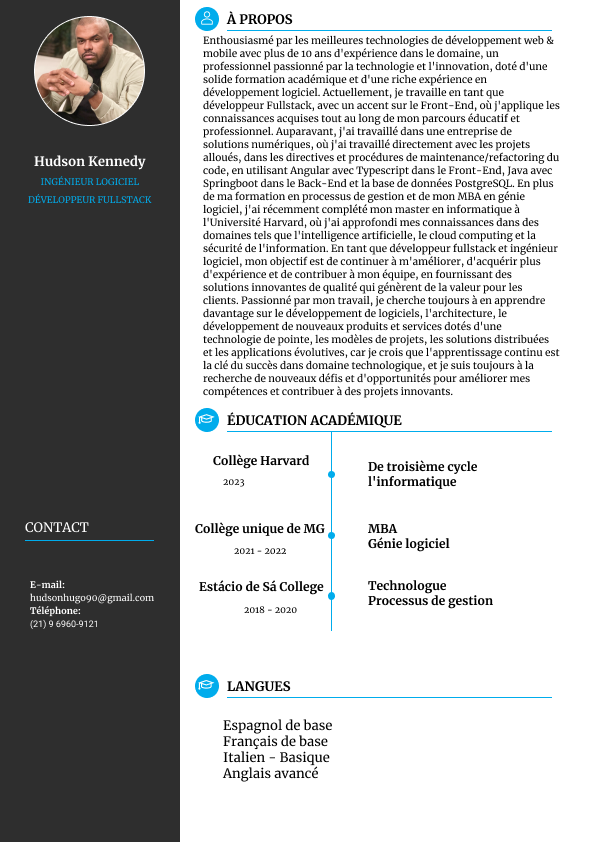 Hudson Kennedy
INGÉNIEUR LOGICIEL
DÉVELOPPEUR FULLSTACK
CONTACT
E-mail:
hudsonhugo90@gmail.com
Téléphone:
(21) 9 6960-9121
À PROPOS
Enthousiasmé par les meilleures technologies de développement web &
mobile avec plus de 10 ans d'expérience dans le domaine, un
professionnel passionné par la technologie et l'innovation, doté d'une
solide formation académique et d'une riche expérience en
développement logiciel. Actuellement, je travaille en tant que
développeur Fullstack, avec un accent sur le Front-End, où j'applique les
connaissances acquises tout au long de mon parcours éducatif et
professionnel. Auparavant, j'ai travaillé dans une entreprise de
solutions numériques, où j'ai travaillé directement avec les projets
alloués, dans les directives et procédures de maintenance/refactoring du
code, en utilisant Angular avec Typescript dans le Front-End, Java avec
Springboot dans le Back-End et la base de données PostgreSQL. En plus
de ma formation en processus de gestion et de mon MBA en génie
logiciel, j'ai récemment complété mon master en informatique à
l'Université Harvard, où j'ai approfondi mes connaissances dans des
domaines tels que l'intelligence artificielle, le cloud computing et la
sécurité de l'information. En tant que développeur fullstack et ingénieur
logiciel, mon objectif est de continuer à m'améliorer, d'acquérir plus
d'expérience et de contribuer à mon équipe, en fournissant des
solutions innovantes de qualité qui génèrent de la valeur pour les
clients. Passionné par mon travail, je cherche toujours à en apprendre
davantage sur le développement de logiciels, l'architecture, le
développement de nouveaux produits et services dotés d'une
technologie de pointe, les modèles de projets, les solutions distribuées
et les applications évolutives, car je crois que l'apprentissage continu est
la clé du succès dans domaine technologique, et je suis toujours à la
recherche de nouveaux défis et d'opportunités pour améliorer mes
compétences et contribuer à des projets innovants.
ÉDUCATION ACADÉMIQUE
Collège Harvard
2023
De troisième cycle
l'informatique
Collège unique de MG
2021 - 2022
MBA
Génie logiciel
Estácio de Sá College
2018 - 2020
Technologue
Processus de gestion
LANGUES
Espagnol de base
Français de base
Italien - Basique
Anglais avancé